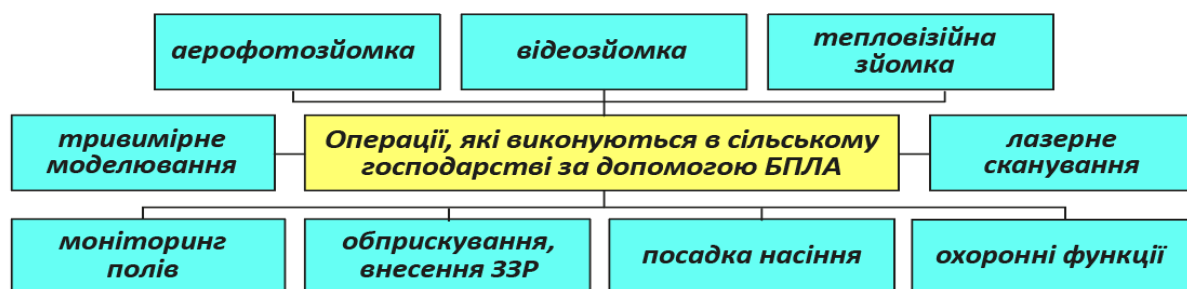 аерофотозйомка
відеозйомка
тепловізійна
зйомка
тривимірне
моделювання
Операції, які виконуються в сільському
господарстві за допомогою БПЛА
лазерне
сканування
моніторинг
полів
обприскування,
внесення ЗЗР
посадка насіння
охоронні функції